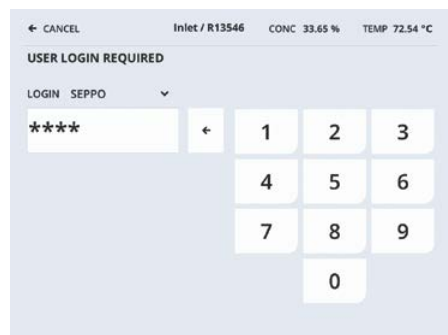 ← CANCEL Inlet / R13546 CONC 33.65 % TEMP 72.54 °C
USER LOGIN REQUIRED
LOGIN SEPPO
**** ← 1 2 3
4 5 6
7 8 9
0